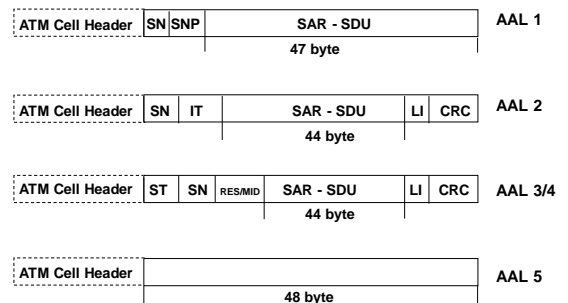 ATM Cell Header SN SNP SAR - SDU AAL 1
47 byte
ATM Cell Header SN IT SAR - SDU LI CRC AAL 2
44 byte
ATM Cell Header ST SN RES/MID SAR - SDU LI CRC AAL 3/4
44 byte
ATM Cell Header AAL 5
48 byte